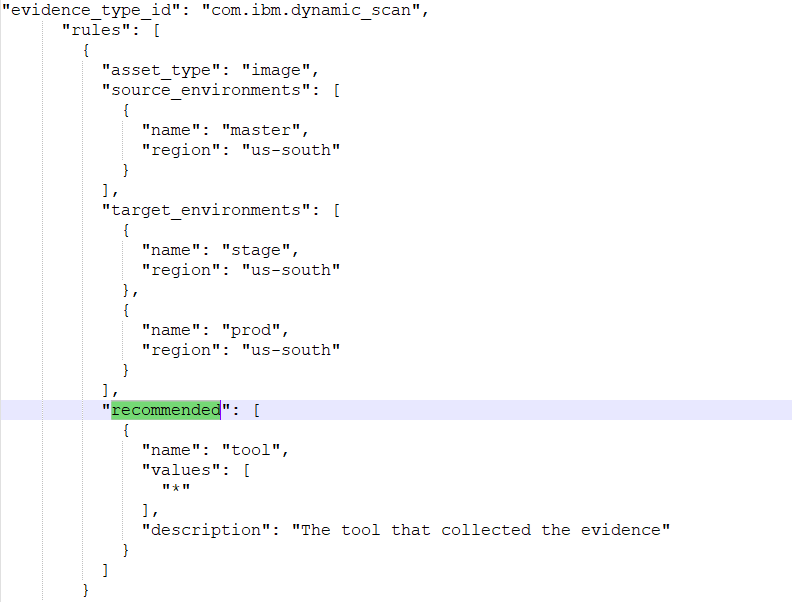 "evidence_type_id": "com.ibm.dynamic_scan",
"rules": [
{
"asset_type": "image",
"source_environments": [
{
"name": "master",
"region": "us-south"
}
],
"target_environments": [
{
"name": "stage",
"region": "us-south"
},
{
"name": "prod",
"region": "us-south"
}
],
"recommended": [
{
"name": "tool",
"values": [
"*"
],
"description": "The tool that collected the evidence"
}
]
}